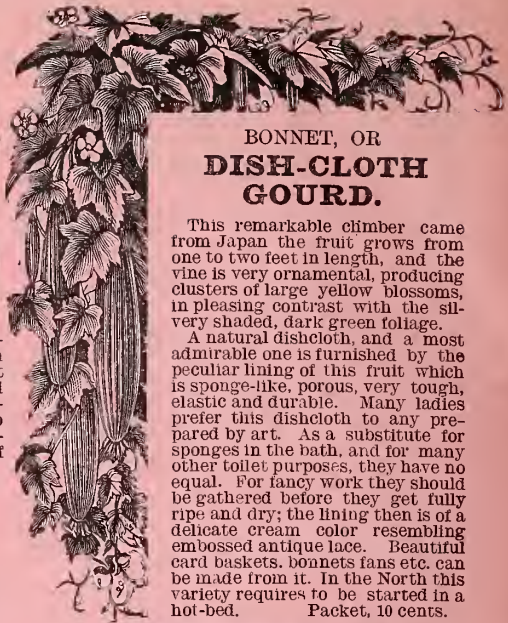 BONNET, OR
DISH-CLOTH
GOURD.
This remarkable climber came
from Japan the fruit grows from
one to two feet in length, and the
vine is very ornamental, producing
clusters of large yellow blossoms,
in pleasing contrast with the sil-
very shaded, dark green foliage.
A natural dishcloth, and a most
admirable one is furnished by the
peculiar lining of this fruit which
is sponge-like, porous, very tough,
elastic and durable. Many ladies
prefer this dishcloth to any pre-
pared by art. As a substitute for
sponges in the bath, and for many
other toilet purposes, they have no
equal. For fancy work they should
be gathered before they get fully
ripe and dry; the lining then is of a
delicate cream color resembling
embossed antique lace. Beautiful
card baskets. bonnets fans etc. can
be made from it. In the North this
variety requires to be started in a
hot-bed. Packet, 10 cents.